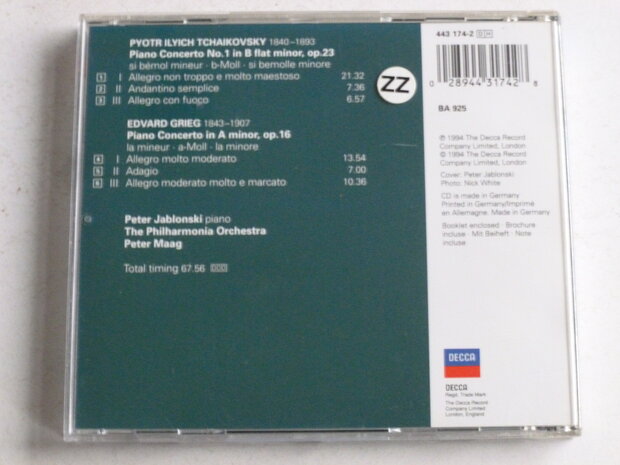 PYOTR ILYICH TCHAIKOVSKY 1840–1893
Piano Concerto No.1 in B flat minor, op.23
si bémol mineur · b-Moll · si bemolle minore
1 I Allegro non troppo e molto maestoso 21.32
2 II Andantino semplice 7.36
3 III Allegro con fuoco 6.57
EDVARD GRIEG 1843–1907
Piano Concerto in A minor, op.16
la mineur · a-Moll · la minore
4 I Allegro molto moderato 13.54
5 II Adagio 7.00
6 III Allegro moderato molto e marcato 10.36
Peter Jablonski piano
The Philharmonia Orchestra
Peter Maag
Total timing 67.56 DDD
ZZ
443 174-2 DH
0 28944 31742 8
BA 925
℗ 1994 The Decca Record
Company Limited, London
© 1994 The Decca Record
Company Limited, London
Cover: Peter Jablonski
Photo: Nick White
CD is made in Germany
Printed in Germany/Imprimé
en Allemagne. Made in Germany
Booklet enclosed · Brochure
incluse · Mit Beiheft · Note
incluse
DECCA
DECCA
Regd. Trade Mark
The Decca Record
Company Limited
London, England.